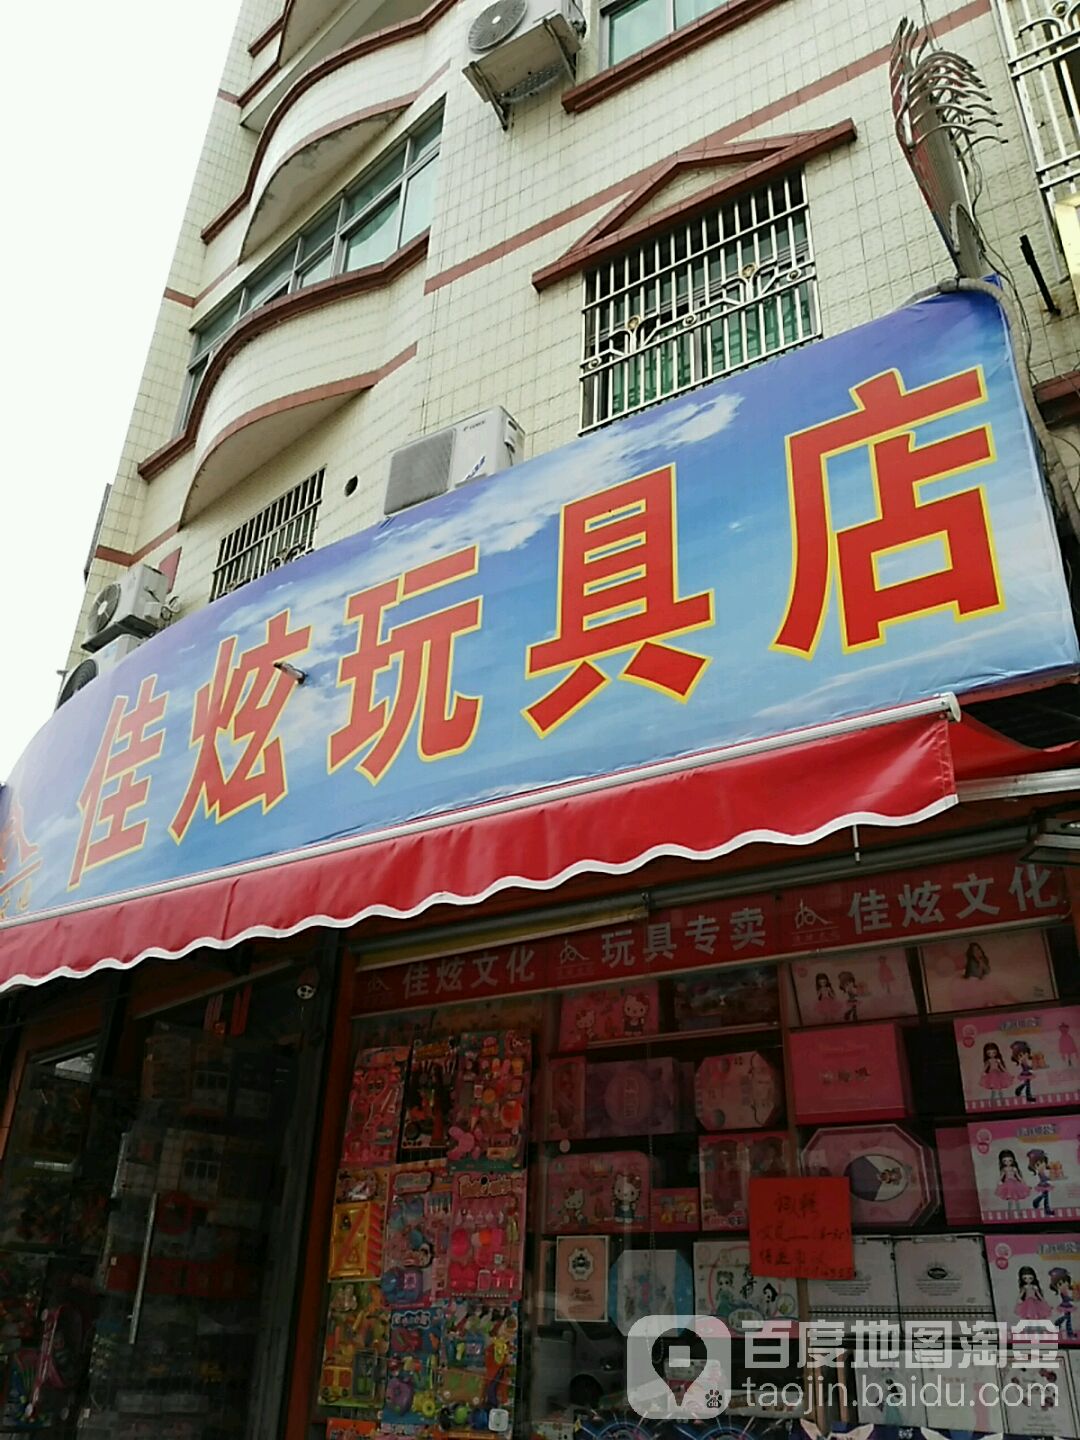 佳炫玩具店
佳炫文化 玩具专卖 佳炫文化
百度地图淘金
taojin.baidu.com